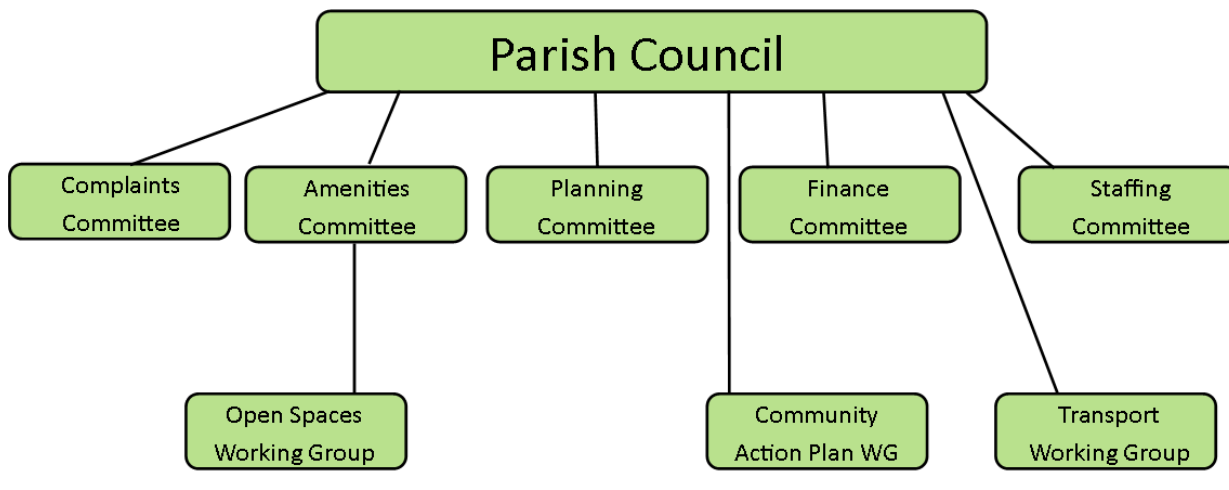 Parish Council
Complaints
Committee
Amenities
Committee
Planning
Committee
Finance
Committee
Staffing
Committee
Open Spaces
Working Group
Community
Action Plan WG
Transport
Working Group